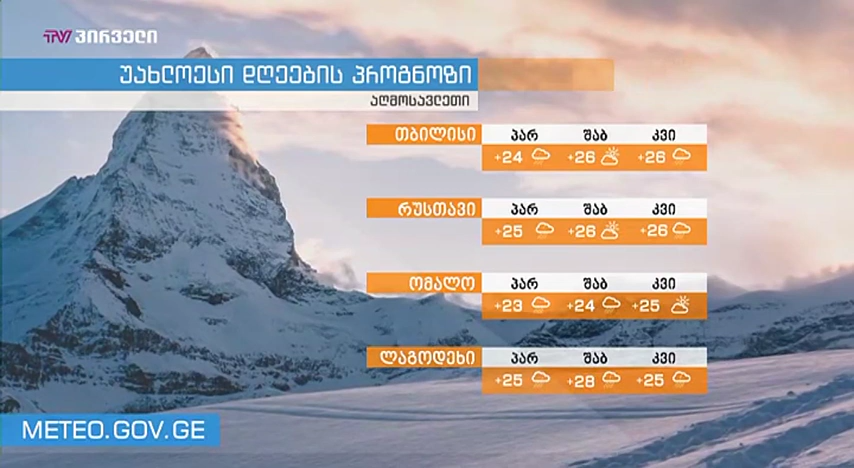 TV პირველი
უახლოესი დღეების პროგნოზი
აღმოსავლეთი
თბილისი პარ შაბ კვი
+24 +26 +26
რუსთავი პარ შაბ კვი
+25 +26 +26
ომალო პარ შაბ კვი
+23 +24 +25
ლაგოდეხი პარ შაბ კვი
+25 +28 +25
METEO.GOV.GE